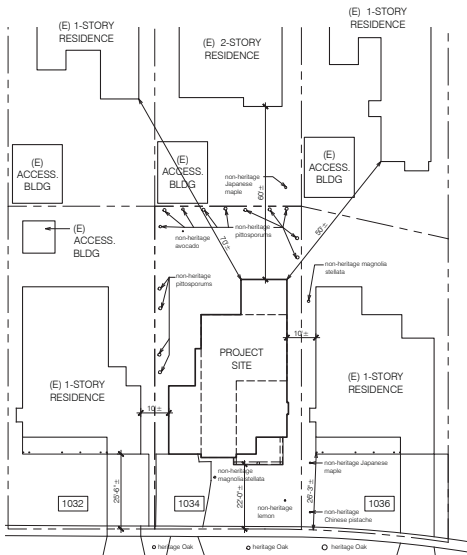 (E) 1-STORY
RESIDENCE
(E) 2-STORY
RESIDENCE
(E) 1-STORY
RESIDENCE
(E)
ACCESS.
BLDG
(E)
ACCESS.
BLDG
(E)
ACCESS.
BLDG
non-heritage
Japanese
maple
60'±
(E)
ACCESS.
BLDG
non-heritage
avocado
70'±
non-heritage
pittosporums
50'±
non-heritage magnolia
stellata
non-heritage
pittosporums
10'±
PROJECT
SITE
(E) 1-STORY
RESIDENCE
(E) 1-STORY
RESIDENCE
10'±
25'-6"±
non-heritage
magnolia stellata
22'-0"±
non-heritage Japanese
maple
26'-3"±
1032
1034
non-heritage
lemon
1036
non-heritage
Chinese pistache
heritage Oak
heritage Oak
heritage Oak